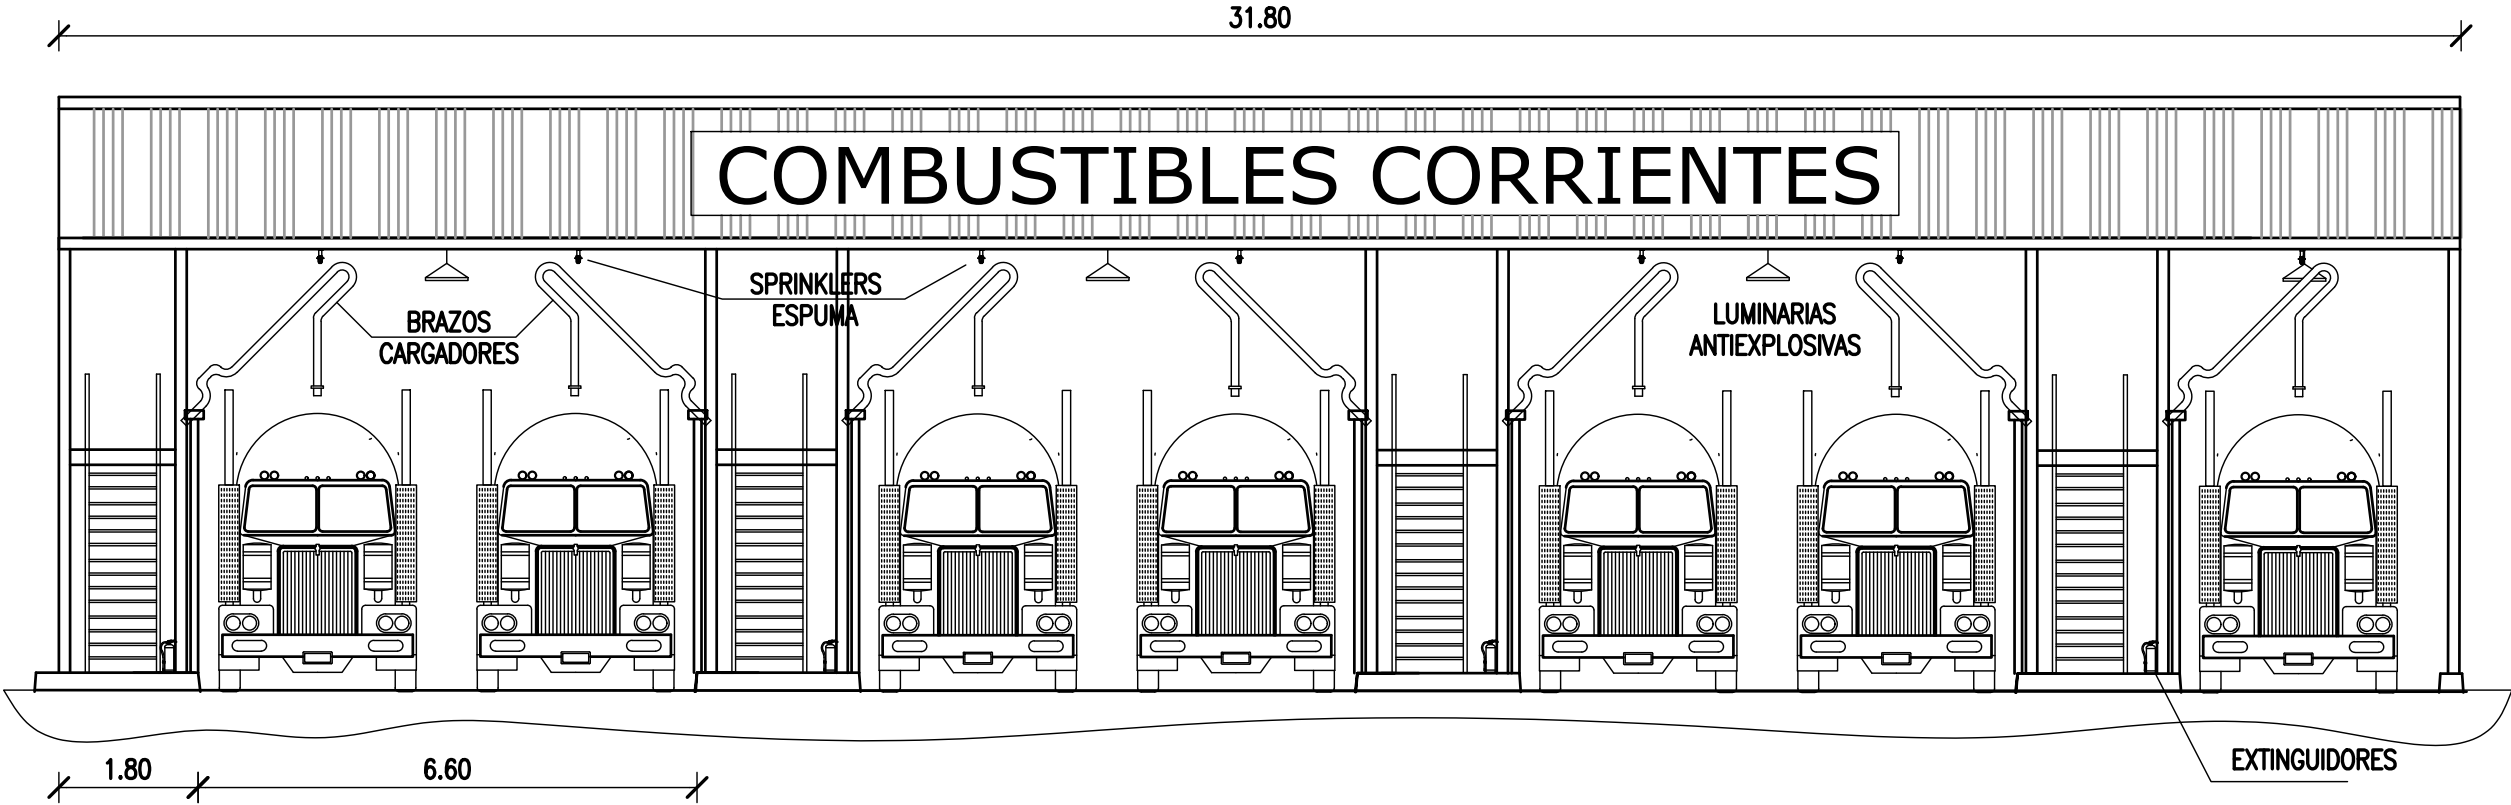 31.80
COMBUSTIBLES CORRIENTES
SPRINKLERS
ESPUMA
BRAZOS
CARGADORES
LUMINARIAS
ANTIEXPLOSIVAS
EXTINGUIDORES
1.80
6.60